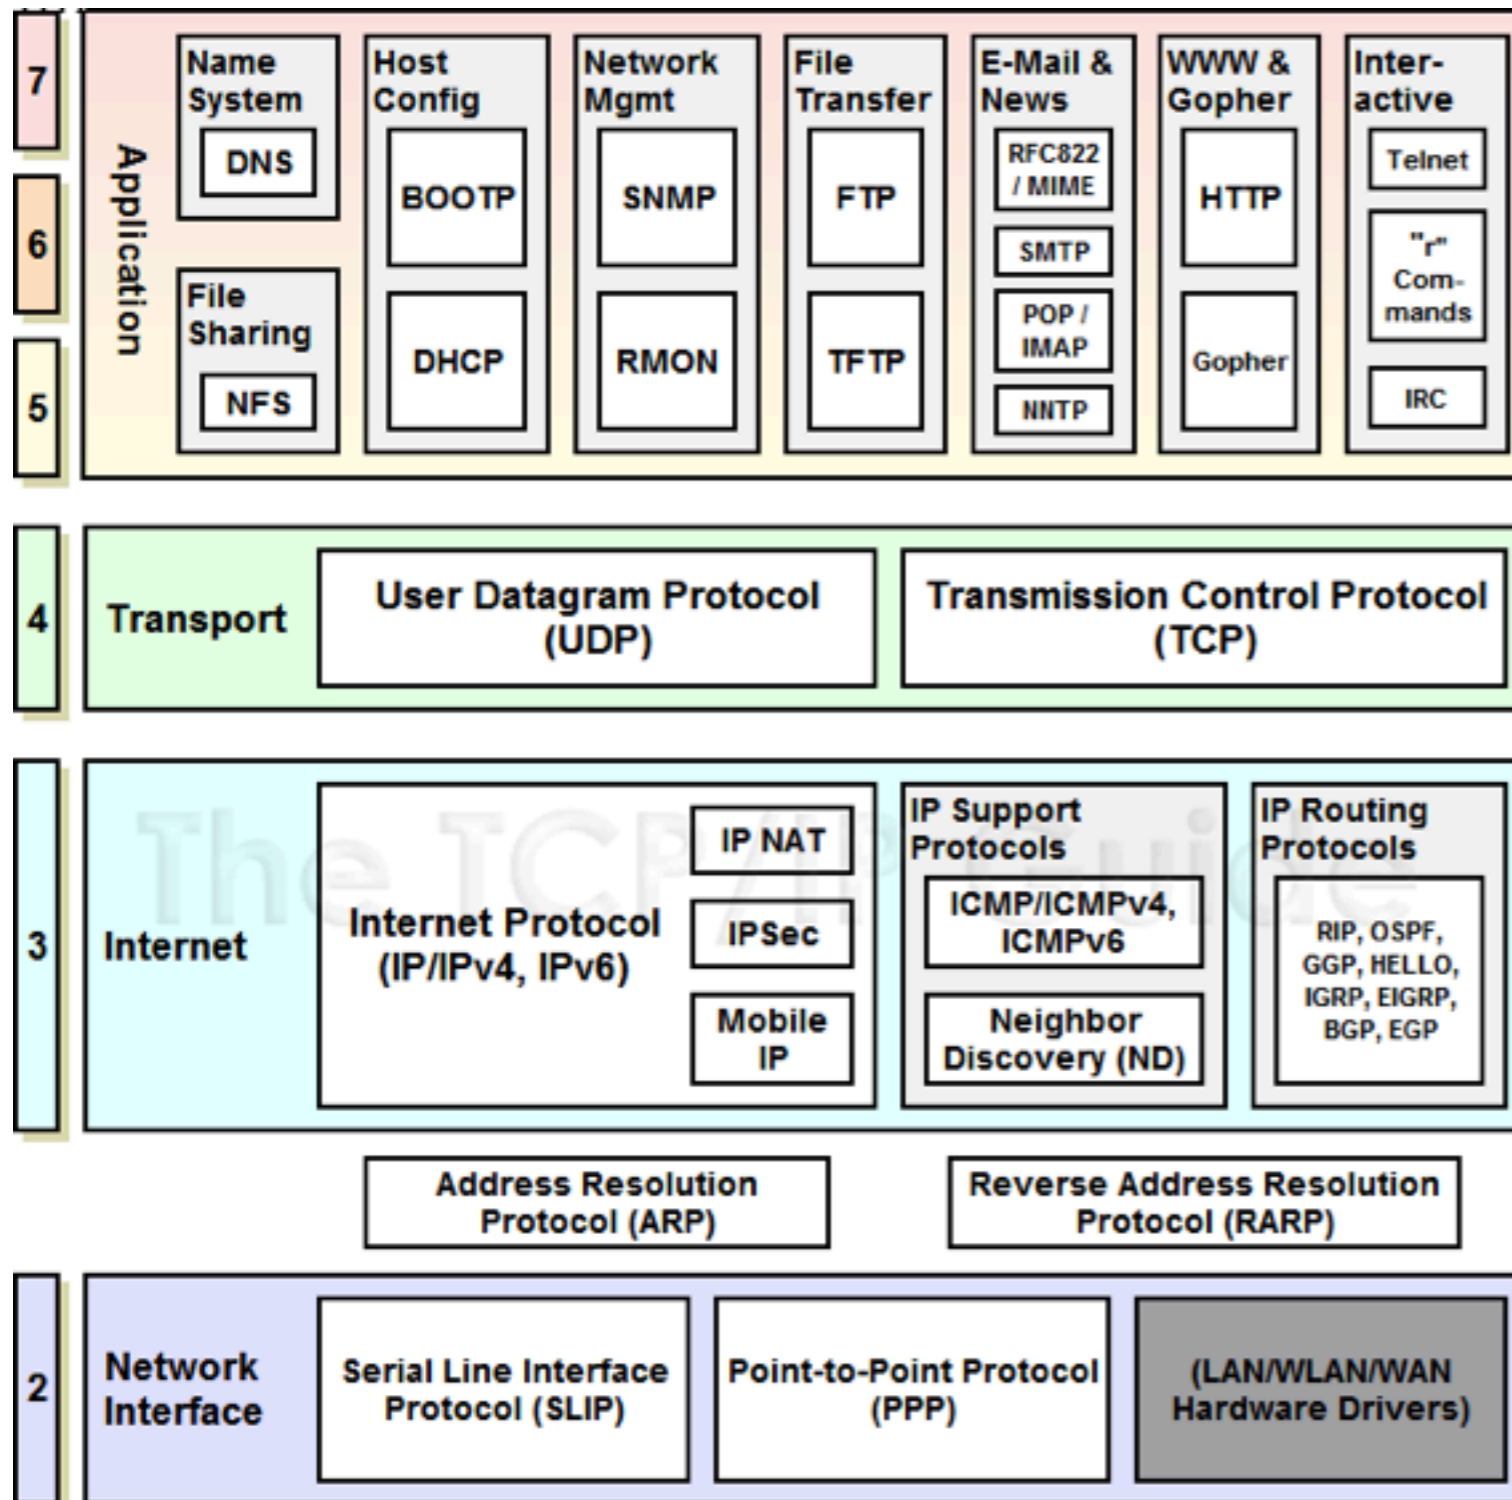 7
6
5
Application
Name
System
DNS
File
Sharing
NFS
Host
Config
BOOTP
DHCP
Network
Mgmt
SNMP
RMON
File
Transfer
FTP
TFTP
E-Mail &
News
RFC822
/ MIME
SMTP
POP /
IMAP
NNTP
WWW &
Gopher
HTTP
Gopher
Inter-
active
Telnet
"r"
Com-
mands
IRC
4
Transport
User Datagram Protocol
(UDP)
Transmission Control Protocol
(TCP)
The TCP/IP Guide
3
Internet
Internet Protocol
(IP/IPv4, IPv6)
IP NAT
IPSec
Mobile
IP
IP Support
Protocols
ICMP/ICMPv4,
ICMPv6
Neighbor
Discovery (ND)
IP Routing
Protocols
RIP, OSPF,
GGP, HELLO,
IGRP, EIGRP,
BGP, EGP
Address Resolution
Protocol (ARP)
Reverse Address Resolution
Protocol (RARP)
2
Network
Interface
Serial Line Interface
Protocol (SLIP)
Point-to-Point Protocol
(PPP)
(LAN/WLAN/WAN
Hardware Drivers)